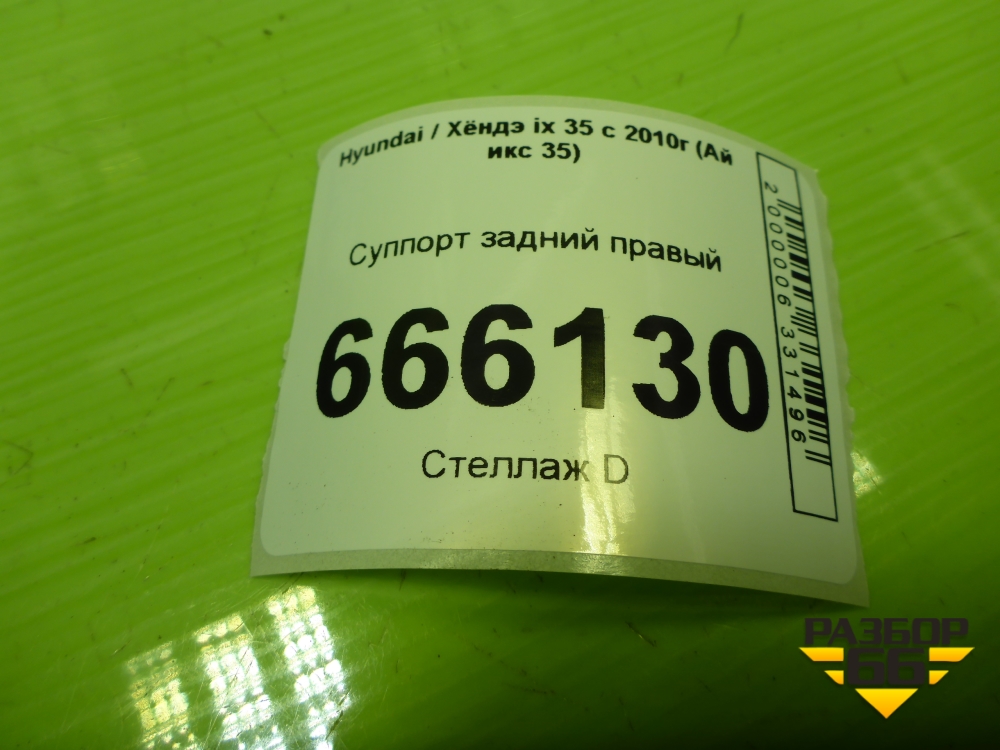 Hyundai / Хёндэ ix 35 с 2010г (Ай
икс 35)
Суппорт задний правый
666130
Стеллаж D
2000006331496
РАЗБОР
66